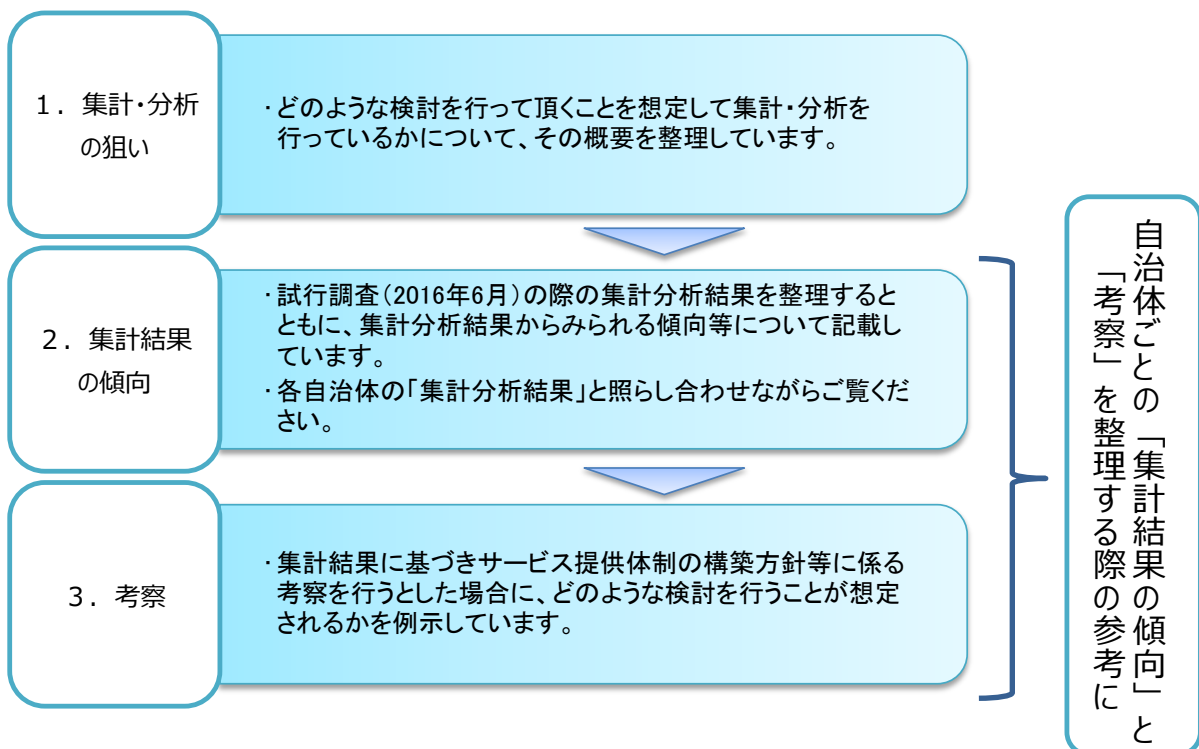 １．集計・分析
の狙い
・どのような検討を行って頂くことを想定して集計・分析を
行っているかについて、その概要を整理しています。
２．集計結果
の傾向
・試行調査（2016年6月）の際の集計分析結果を整理すると
ともに、集計分析結果からみられる傾向等について記載し
ています。
・各自治体の「集計分析結果」と照らし合わせながらご覧くだ
さい。
３．考察
・集計結果に基づきサービス提供体制の構築方針等に係る
考察を行うとした場合に、どのような検討を行うことが想定
されるかを例示しています。
自治体ごとの「集計結果の傾向」と
「考察」を整理する際の参考に